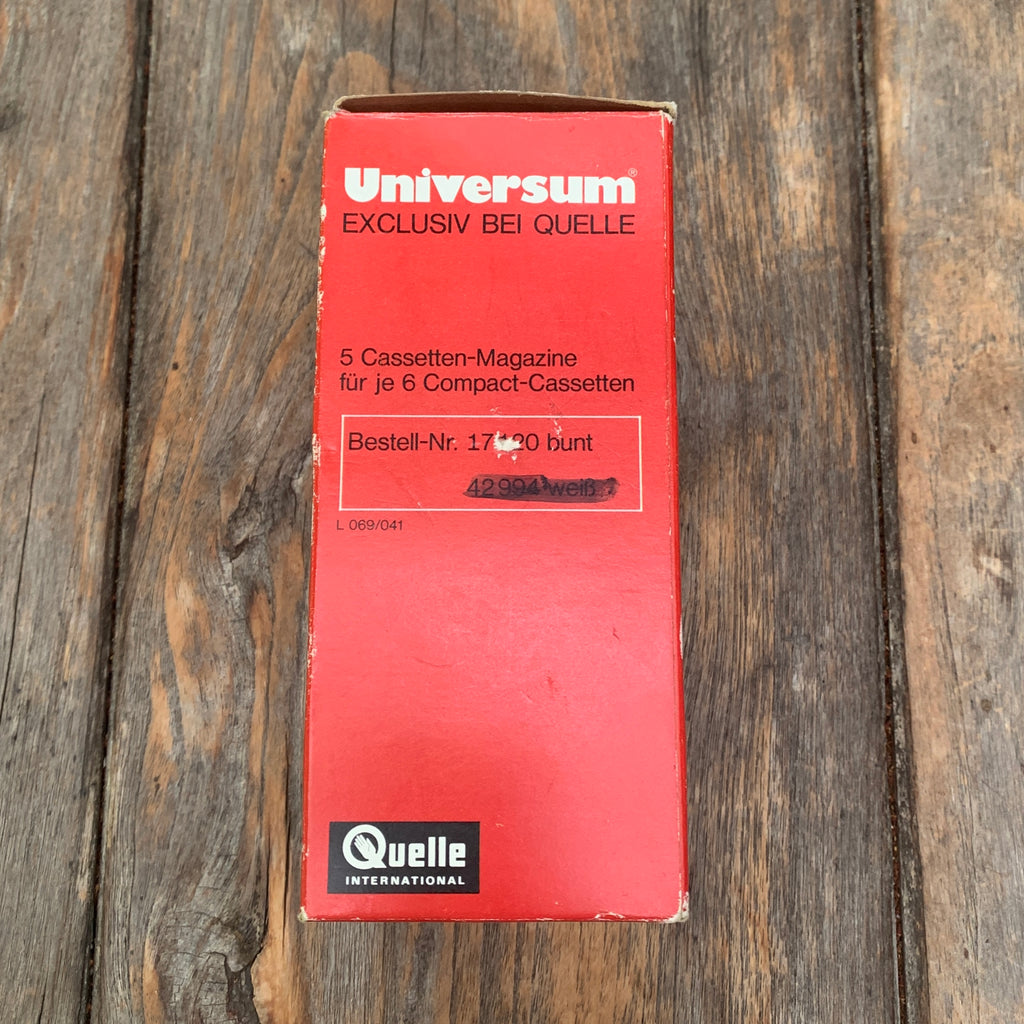 Universum®
EXCLUSIV BEI QUELLE
5 Cassetten-Magazine
für je 6 Compact-Cassetten
Bestell-Nr. bunt
42994 weiß
L 069/041
Quelle
INTERNATIONAL